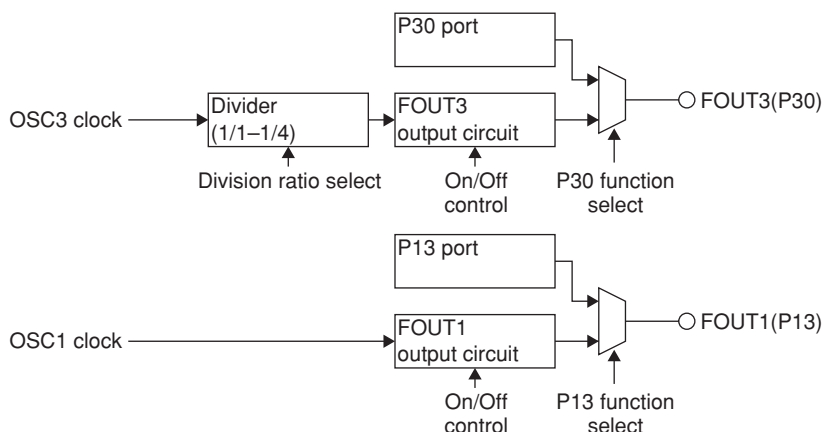 P30 port
OSC3 clock
Divider
(1/1–1/4)
FOUT3
output circuit
FOUT3(P30)
Division ratio select
On/Off
control
P30 function
select
P13 port
OSC1 clock
FOUT1
output circuit
FOUT1(P13)
On/Off
control
P13 function
select